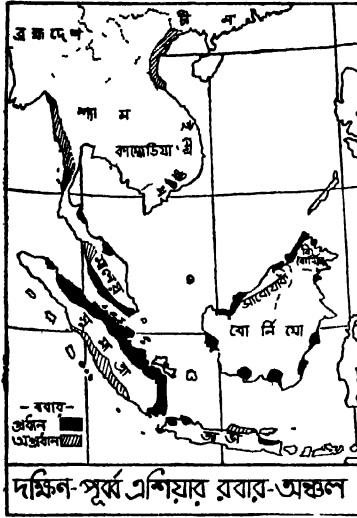 ব্রহ্মদেশ
চীন
শ্যাম
কাম্বোডিয়া
মালয়
সুমাত্রা
সারোয়াক
বোর্নিয়ো
জাভা
- রবার -
প্রধান
অপ্রধান
দক্ষিন-পূর্ব্ব এশিয়ার রবার-অঞ্চল